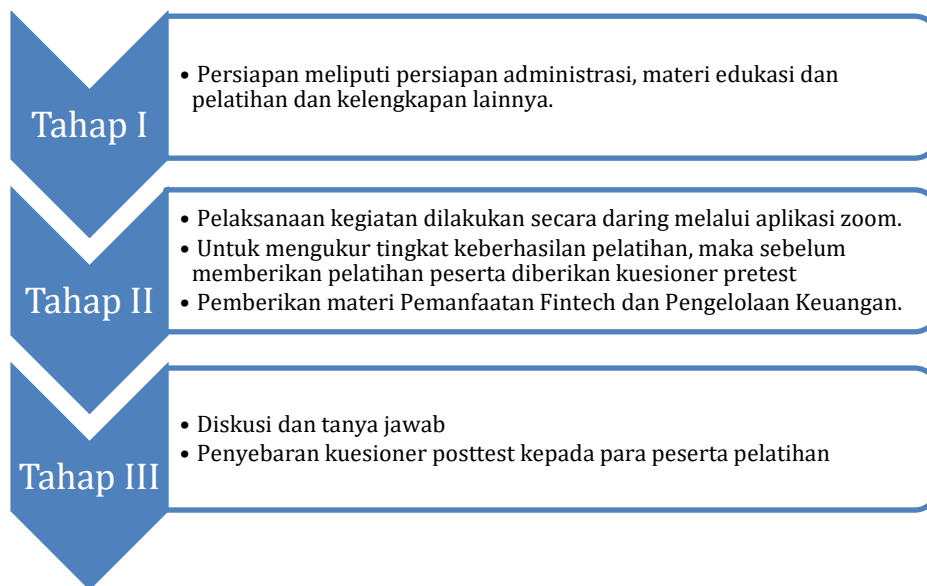 Tahap I
• Persiapan meliputi persiapan administrasi, materi edukasi dan
pelatihan dan kelengkapan lainnya.
Tahap II
• Pelaksanaan kegiatan dilakukan secara daring melalui aplikasi zoom.
• Untuk mengukur tingkat keberhasilan pelatihan, maka sebelum
memberikan pelatihan peserta diberikan kuesioner pretest
• Pemberikan materi Pemanfaatan Fintech dan Pengelolaan Keuangan.
Tahap III
• Diskusi dan tanya jawab
• Penyebaran kuesioner posttest kepada para peserta pelatihan